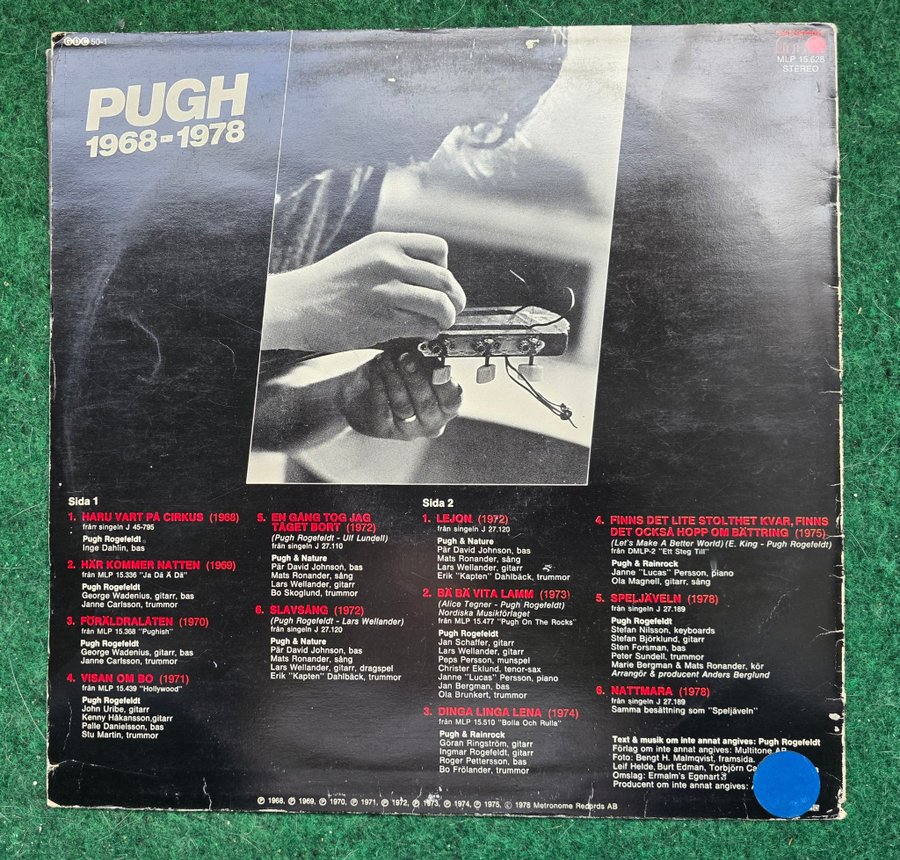 GDC 50-1
PUGH
1968-1978
MLP 15.628
STEREO
Sida 1
1. HARU VART PÅ CIRKUS (1968)
från singeln J 45-795
Pugh Rogefeldt
Inge Dahlin, bas
2. HÄR KOMMER NATTEN (1969)
från MLP 15.336 "Ja Dä Ä Dä"
Pugh Rogefeldt
George Wadenius, gitarr, bas
Janne Carlsson, trummor
3. FÖRÄLDRALÅTEN (1970)
från MLP 15.368 "Pughish"
Pugh Rogefeldt
George Wadenius, gitarr, bas
Janne Carlsson, trummor
4. VISAN OM BO (1971)
från MLP 15.439 "Hollywood"
Pugh Rogefeldt
John Uribe, gitarr
Kenny Håkansson, gitarr
Palle Danielsson, bas
Stu Martin, trummor
5. EN GÅNG TOG JAG
TÅGET BORT (1972)
(Pugh Rogefeldt - Ulf Lundell)
från singeln J 27.110
Pugh & Nature
Pär David Johnson, bas
Mats Ronander, sång
Lars Wellander, gitarr
Bo Skoglund, trummor
6. SLAVSÅNG (1972)
(Pugh Rogefeldt - Lars Wellander)
från singeln J 27.120
Pugh & Nature
Pär David Johnson, bas
Mats Ronander, sång
Lars Wellander, gitarr, dragspel
Erik "Kapten" Dahlbäck, trummor
Sida 2
1. LEJON (1972)
från singeln J 27.120
Pugh & Nature
Pär David Johnson, bas
Mats Ronander, sång
Lars Wellander, gitarr
Erik "Kapten" Dahlbäck, trummor
2. BÄ BÄ VITA LAMM (1973)
(Alice Tegner - Pugh Rogefeldt)
Nordiska Musikförlaget
från MLP 15.477 "Pugh On The Rocks"
Pugh Rogefeldt
Jan Schaffer, gitarr
Lars Wellander, gitarr
Peps Persson, munspel
Christer Eklund, tenor-sax
Janne "Lucas" Persson, piano
Jan Bergman, bas
Ola Brunkert, trummor
3. DINGA LINGA LENA (1974)
från MLP 15.510 "Bolla Och Rulla"
Pugh & Rainrock
Göran Ringström, gitarr
Ingmar Rogefeldt, gitarr
Roger Pettersson, bas
Bo Frölander, trummor
4. FINNS DET LITE STOLTHET KVAR, FINNS
DET OCKSÅ HOPP OM BÄTTRING (1975)
(Let's Make A Better World) (E. King - Pugh Rogefeldt)
från DMLP-2 "Ett Steg Till"
Pugh & Rainrock
Janne "Lucas" Persson, piano
Ola Magnell, gitarr, sång
5. SPELJÄVELN (1978)
från singeln J 27.189
Pugh Rogefeldt
Stefan Nilsson, keyboards
Stefan Björklund, gitarr
Sten Forsman, bas
Peter Sundell, trummor
Marie Bergman & Mats Ronander, kör
Arrangör & producent Anders Berglund
6. NATTMARA (1978)
från singeln J 27.189
Samma besättning som "Speljäveln"
Text & musik om inte annat angives: Pugh Rogefeldt
Förlag om inte annat angives: Multitone AB
Foto: Bengt H. Malmqvist, framsida.
Leif Helde, Burt Edman, Torbjörn
Omslag: Ermalm's Egenart
Producent om inte annat angives:
℗ 1968, ℗ 1969, ℗ 1970, ℗ 1971, ℗ 1972, ℗ 1973, ℗ 1974, ℗ 1975, © 1978 Metronome Records AB